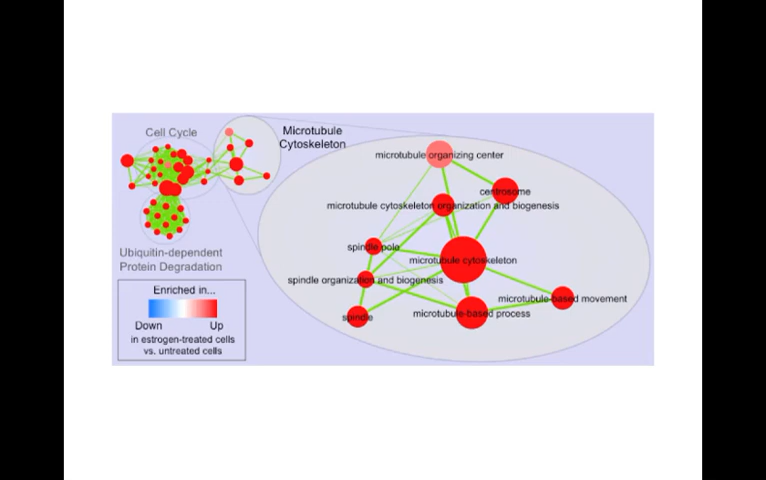 Cell Cycle
Microtubule
Cytoskeleton
Ubiquitin-dependent
Protein Degradation
Enriched in...
Down
Up
in estrogen-treated cells
vs. untreated cells
microtubule organizing center
centrosome
microtubule cytoskeleton organization and biogenesis
spindle pole
microtubule cytoskeleton
spindle organization and biogenesis
microtubule-based movement
spindle
microtubule-based process